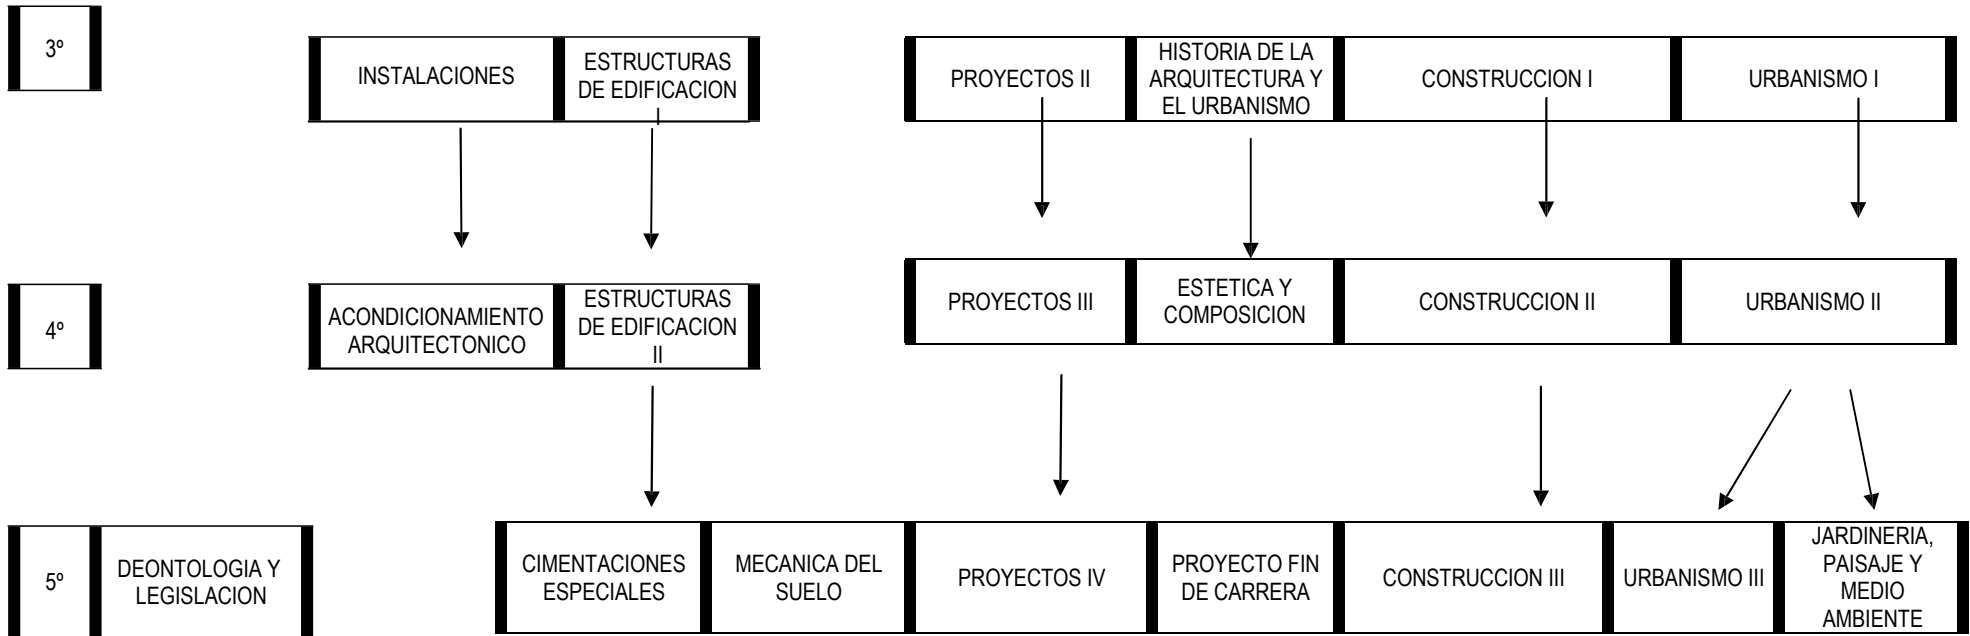 3º
INSTALACIONES
ESTRUCTURAS
DE EDIFICACION
I
PROYECTOS II
HISTORIA DE LA
ARQUITECTURA Y
EL URBANISMO
CONSTRUCCION I
URBANISMO I
4º
ACONDICIONAMIENTO
ARQUITECTONICO
ESTRUCTURAS
DE EDIFICACION
II
PROYECTOS III
ESTETICA Y
COMPOSICION
CONSTRUCCION II
URBANISMO II
5º
DEONTOLOGIA Y
LEGISLACION
CIMENTACIONES
ESPECIALES
MECANICA DEL
SUELO
PROYECTOS IV
PROYECTO FIN
DE CARRERA
CONSTRUCCION III
URBANISMO III
JARDINERIA,
PAISAJE Y
MEDIO
AMBIENTE